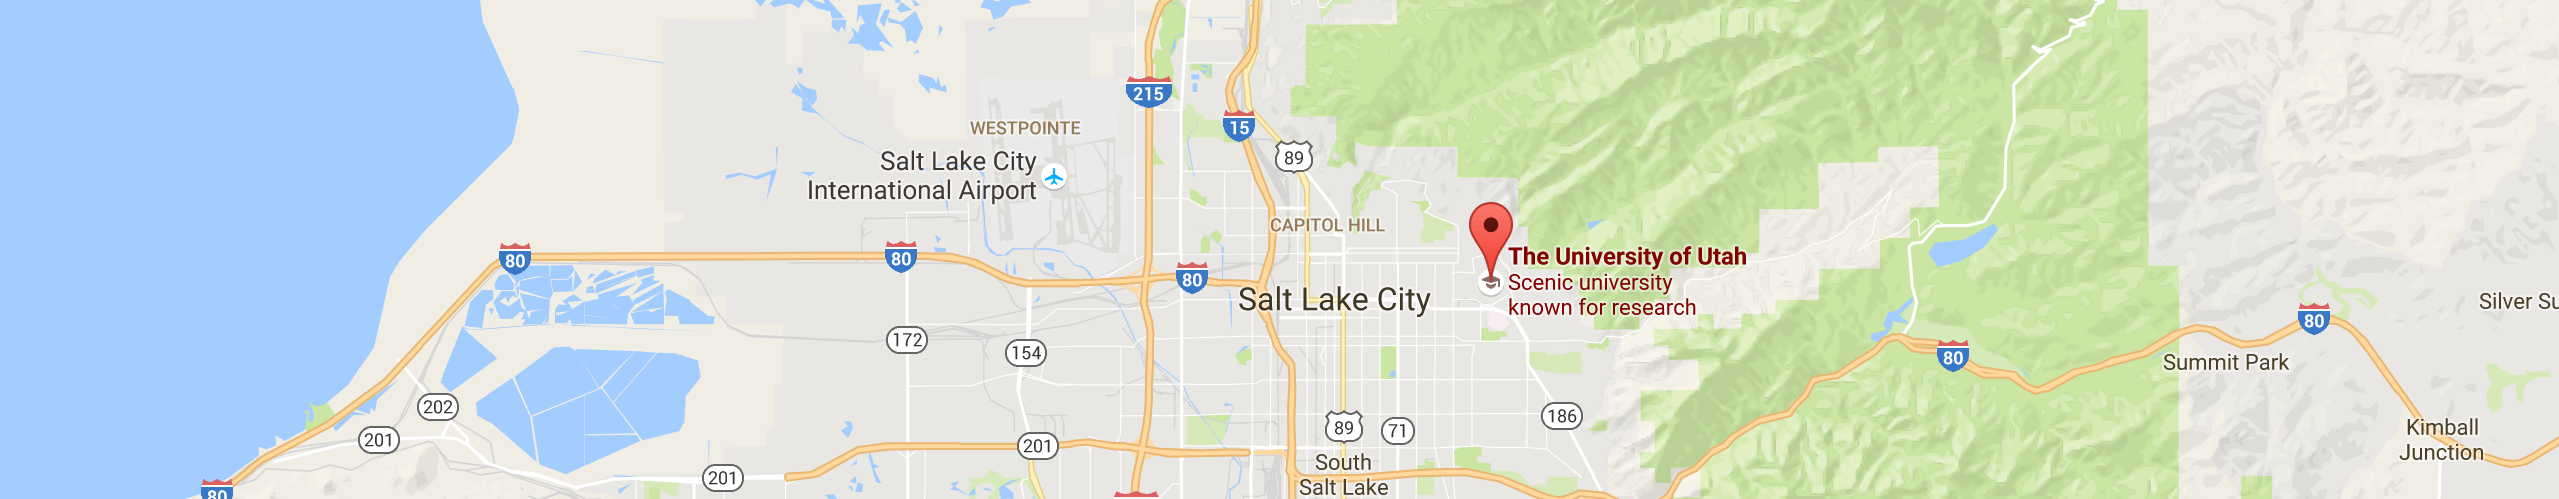 215
15
WESTPOINTE
89
Salt Lake City
International Airport
CAPITOL HILL
The University of Utah
Scenic university
known for research
80
80
80
Salt Lake City
Silver Su
80
172
154
80
Summit Park
202
201
186
89
71
Kimball
Junction
201
South
Salt Lake
201
80